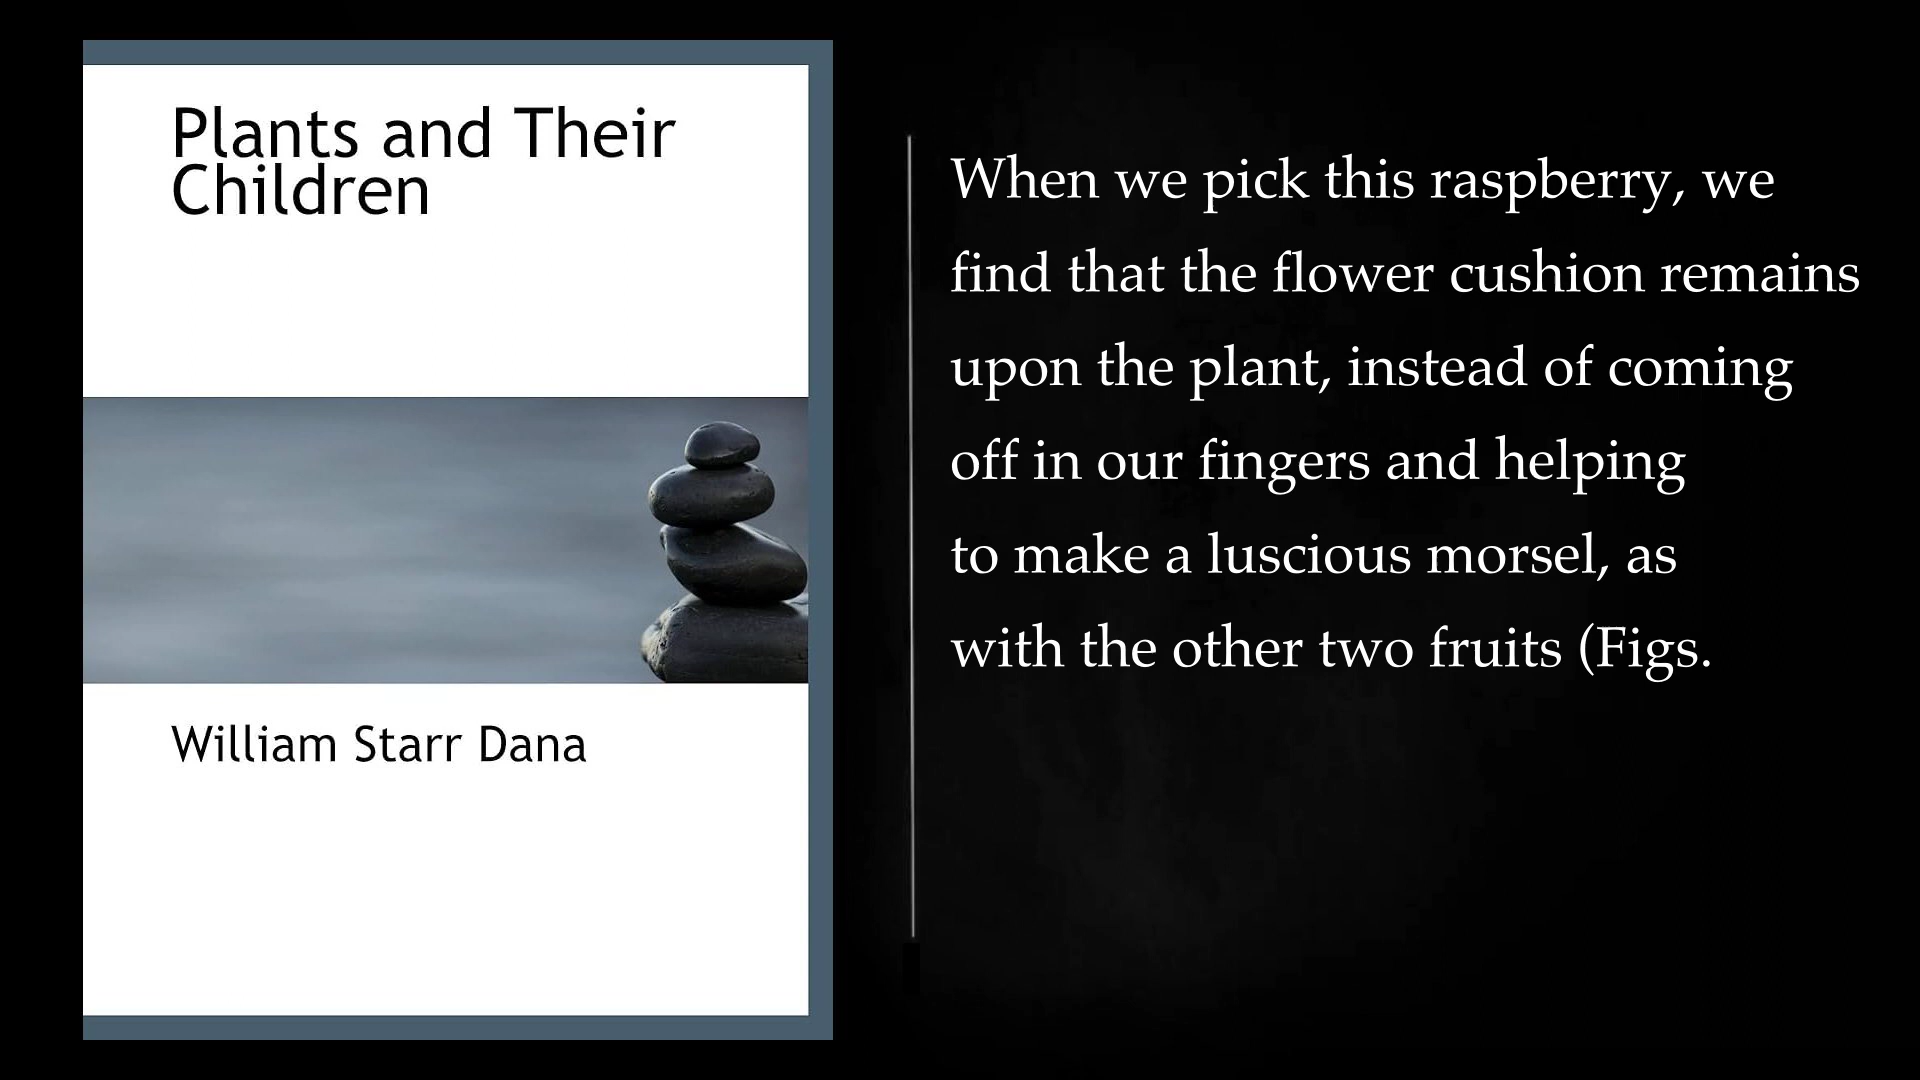 Plants and Their
Children
William Starr Dana
When we pick this raspberry, we
find that the flower cushion remains
upon the plant, instead of coming
off in our fingers and helping
to make a luscious morsel, as
with the other two fruits (Figs.